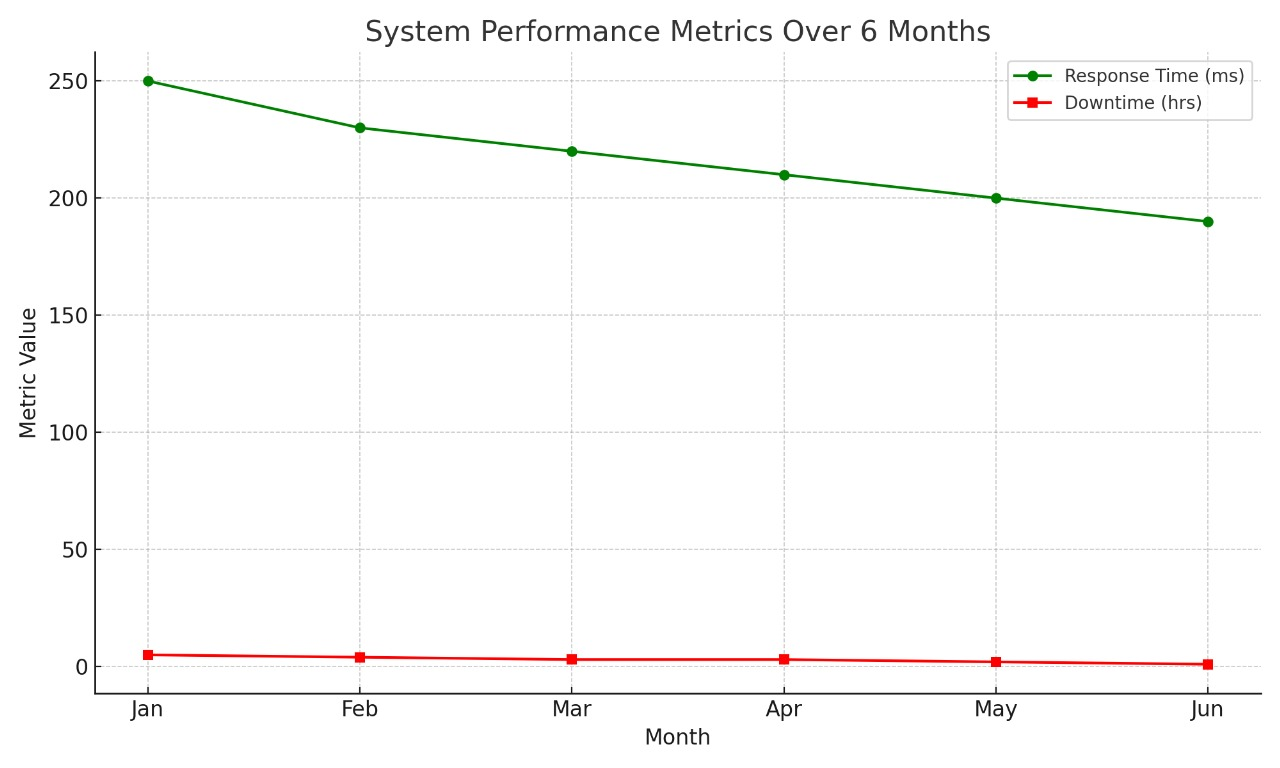 System Performance Metrics Over 6 Months
Response Time (ms)
Downtime (hrs)
Metric Value
250
200
150
100
50
0
Jan Feb Mar Apr May Jun
Month